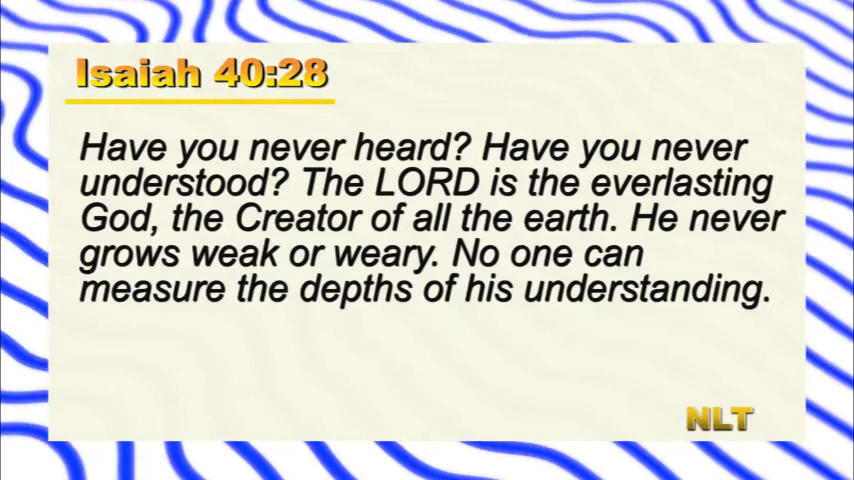 Isaiah 40:28
Have you never heard? Have you never
understood? The LORD is the everlasting
God, the Creator of all the earth. He never
grows weak or weary. No one can
measure the depths of his understanding.
NLT